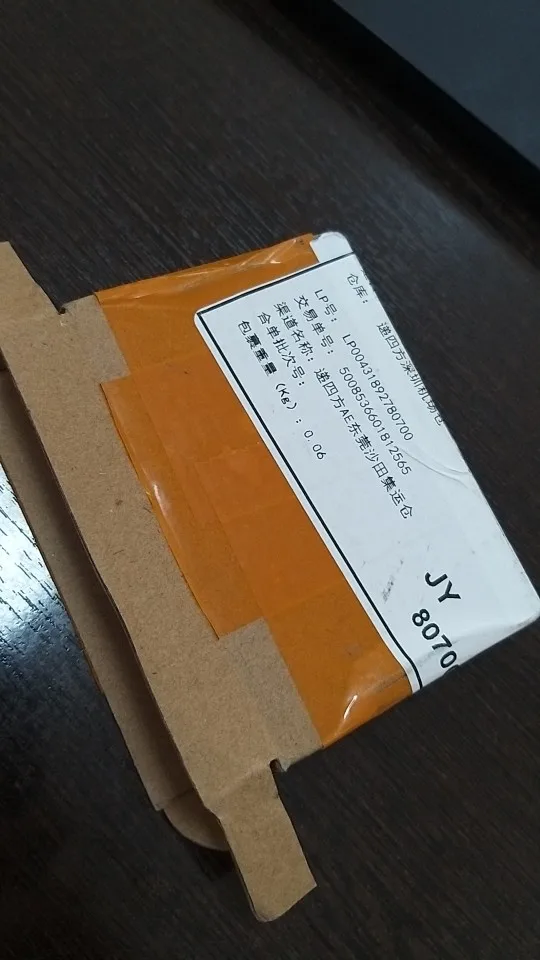 仓库: 递四方深圳机场仓
LP号: LP00431892780700
交易单号: 5008536601812565
渠道名称: 递四方AE东莞沙田集运仓
合单批次号:
包裹重量 (Kg) : 0.06
JY
8070